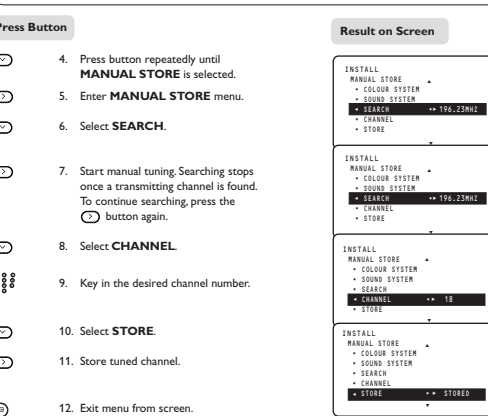 Press Button
4. Press button repeatedly until
MANUAL STORE is selected.
5. Enter MANUAL STORE menu.
6. Select SEARCH.
7. Start manual tuning. Searching stops
once a transmitting channel is found.
To continue searching, press the
button again.
8. Select CHANNEL.
9. Key in the desired channel number.
10. Select STORE.
11. Store tuned channel.
12. Exit menu from screen.
Result on Screen
INSTALL
MANUAL STORE ▲
• COLOUR SYSTEM
• SOUND SYSTEM
◄ SEARCH •► 196.23MHZ
• CHANNEL
• STORE
▼
INSTALL
MANUAL STORE ▲
• COLOUR SYSTEM
• SOUND SYSTEM
◄ SEARCH •► 196.23MHZ
• CHANNEL
• STORE
▼
INSTALL
MANUAL STORE ▲
• COLOUR SYSTEM
• SOUND SYSTEM
• SEARCH
◄ CHANNEL •► 18
• STORE
▼
INSTALL
MANUAL STORE ▲
• COLOUR SYSTEM
• SOUND SYSTEM
• SEARCH
• CHANNEL
◄ STORE •► STORED
▼